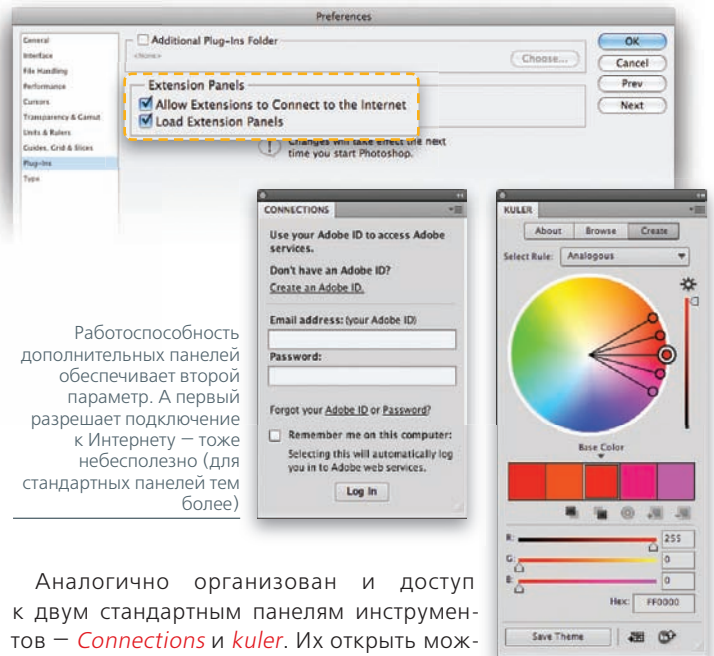 Preferences
General
Interface
File Handling
Performance
Cursors
Transparency & Gamut
Units & Rulers
Guides, Grid & Slices
Plug-Ins
Type
Additional Plug-Ins Folder
<None>
Choose...
OK
Cancel
Prev
Next
Extension Panels
Allow Extensions to Connect to the Internet
Load Extension Panels
Changes will take effect the next
time you start Photoshop.
CONNECTIONS
Use your Adobe ID to access Adobe
services.
Don't have an Adobe ID?
Create an Adobe ID.
Email address: (your Adobe ID)
Password:
Forgot your Adobe ID or Password?
Remember me on this computer:
Selecting this will automatically log
you in to Adobe web services.
Log In
KULER
About Browse Create
Select Rule: Analogous
Base Color
R: 255
G: 0
B: 0
Hex: FF0000
Save Theme
Работоспособность
дополнительных панелей
обеспечивает второй
параметр. А первый
разрешает подключение
к Интернету — тоже
небесполезно (для
стандартных панелей тем
более)
Аналогично организован и доступ
к двум стандартным панелям инструмен-
тов — Connections и kuler. Их открыть мож-